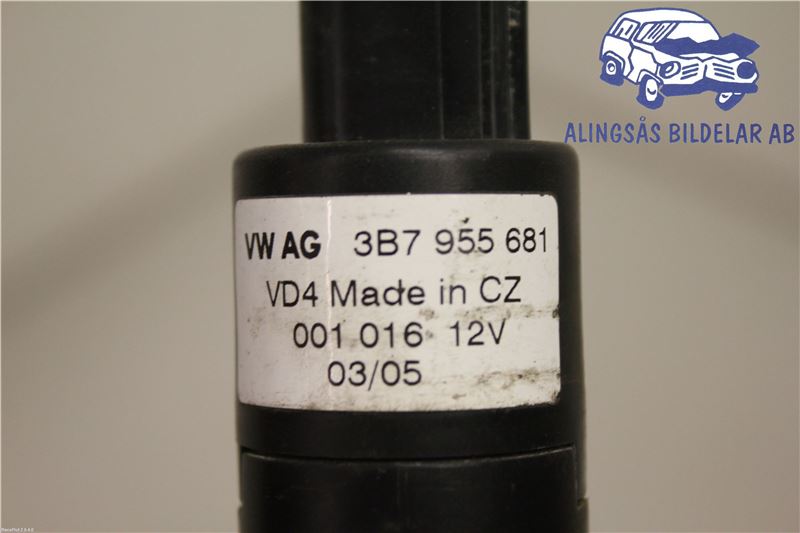 ALINGSÅS BILDELAR AB
VW AG 3B7 955 681
VD4 Made in CZ
001 016 12V
03/05